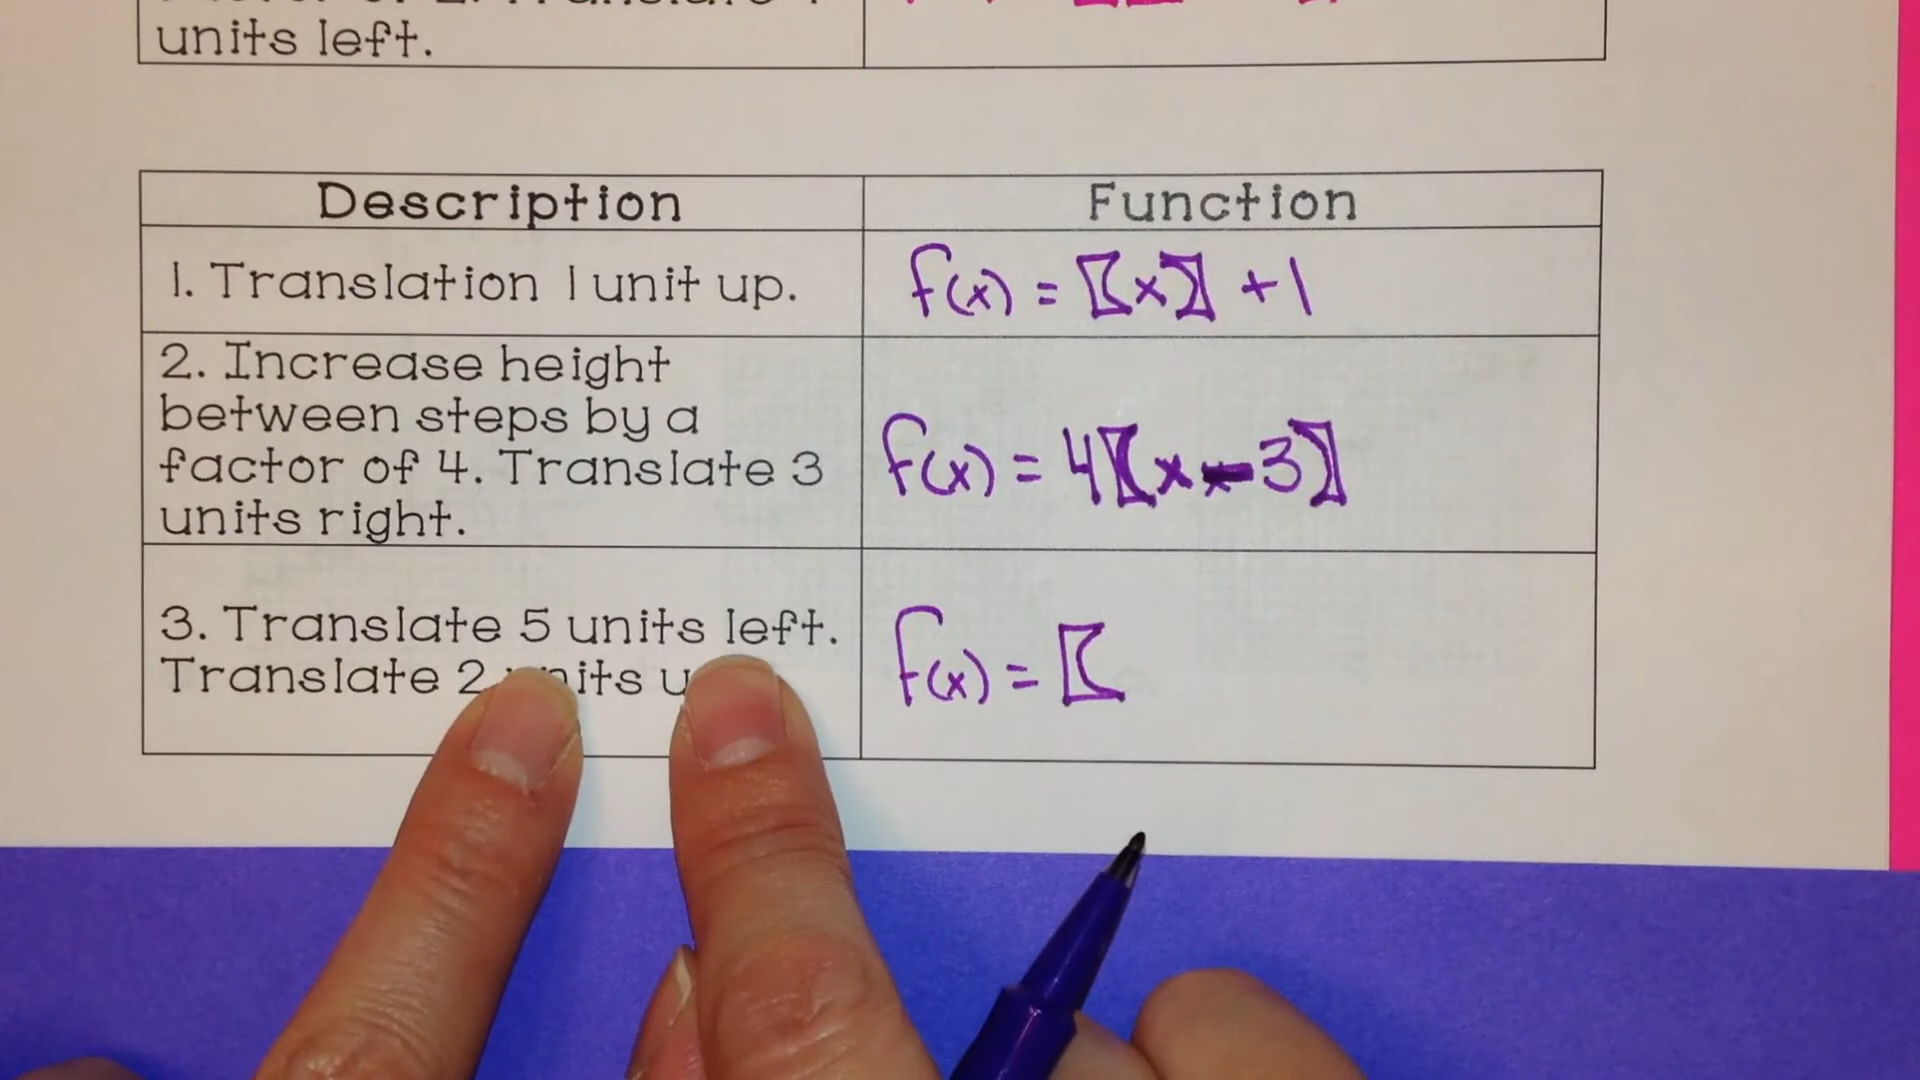 units left.
Description
Function
1. Translation 1 unit up.
f(x) = ⟦x⟧ + 1
2. Increase height
between steps by a
factor of 4. Translate 3
units right.
f(x) = 4⟦x - 3⟧
3. Translate 5 units left.
Translate 2
f(x) = ⟦